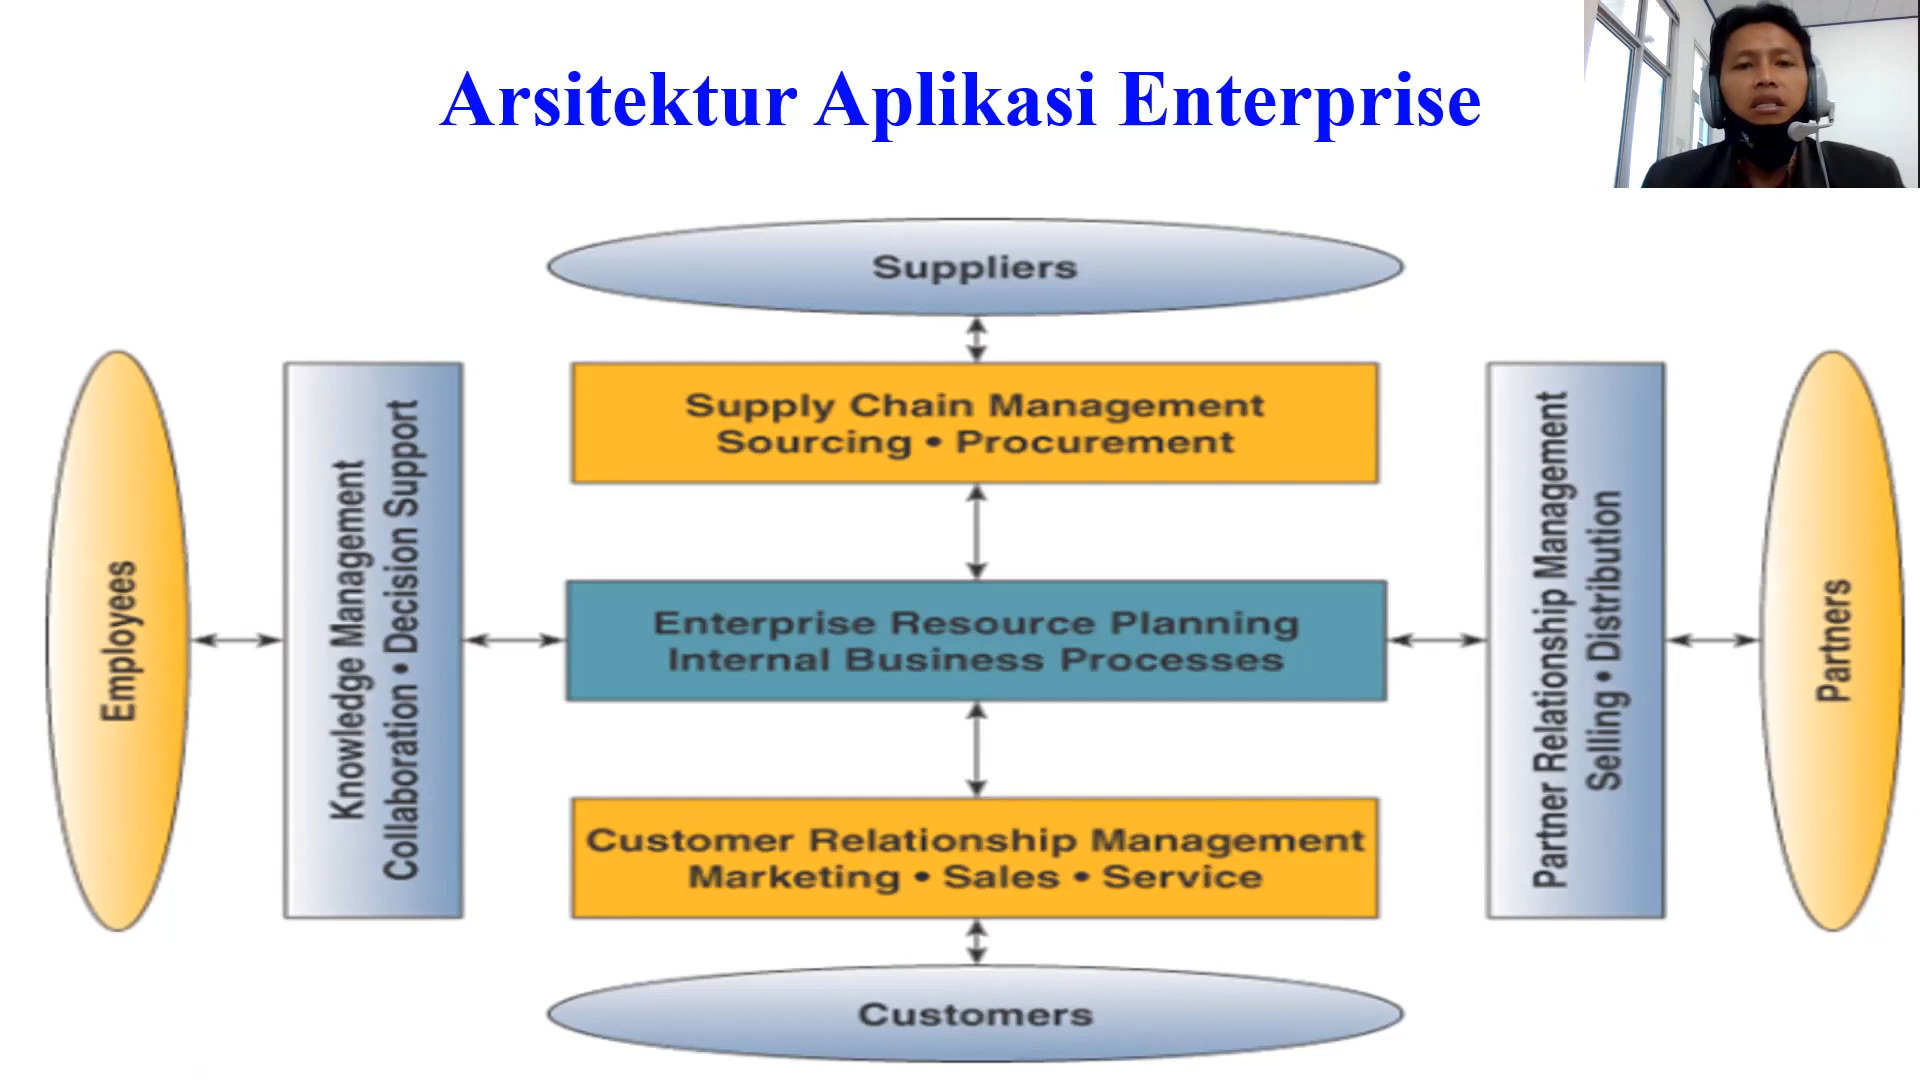 Arsitektur Aplikasi Enterprise
Suppliers
Supply Chain Management
Sourcing • Procurement
Employees
Knowledge Management
Collaboration • Decision Support
Enterprise Resource Planning
Internal Business Processes
Partner Relationship Management
Selling • Distribution
Partners
Customer Relationship Management
Marketing • Sales • Service
Customers